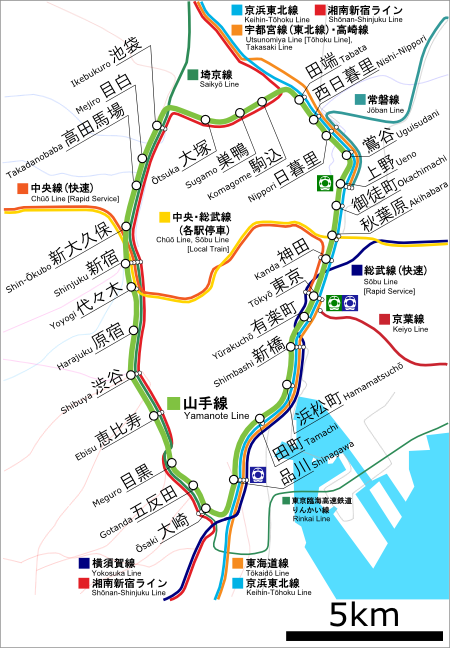 京浜東北線
Keihin-Tōhoku Line
湘南新宿ライン
Shōnan-Shinjuku Line
宇都宮線(東北線)・高崎線
Utsunomiya Line [Tōhoku Line],
Takasaki Line
池袋
Ikebukuro
目白
Mejiro
高田馬場
Takadanobaba
埼京線
Saikyō Line
田端
Tabata
西日暮里
Nishi-Nippori
常磐線
Jōban Line
大塚
Ōtsuka
巣鴨
Sugamo
駒込
Komagome
日暮里
Nippori
鶯谷
Uguisudani
上野
Ueno
御徒町
Okachimachi
秋葉原
Akihabara
中央線(快速)
Chūō Line [Rapid Service]
中央・総武線
(各駅停車)
Chūō Line, Sōbu Line
[Local Train]
新大久保
Shin-Ōkubo
新宿
Shinjuku
代々木
Yoyogi
原宿
Harajuku
渋谷
Shibuya
恵比寿
Ebisu
目黒
Meguro
五反田
Gotanda
大崎
Ōsaki
神田
Kanda
東京
Tōkyō
有楽町
Yūrakuchō
新橋
Shimbashi
総武線(快速)
Sōbu Line
[Rapid Service]
京葉線
Keiyo Line
山手線
Yamanote Line
浜松町
Hamamatsuchō
田町
Tamachi
品川
Shinagawa
東京臨海高速鉄道
りんかい線
Rinkai Line
横須賀線
Yokosuka Line
湘南新宿ライン
Shōnan-Shinjuku Line
東海道線
Tōkaidō Line
京浜東北線
Keihin-Tōhoku Line
5km